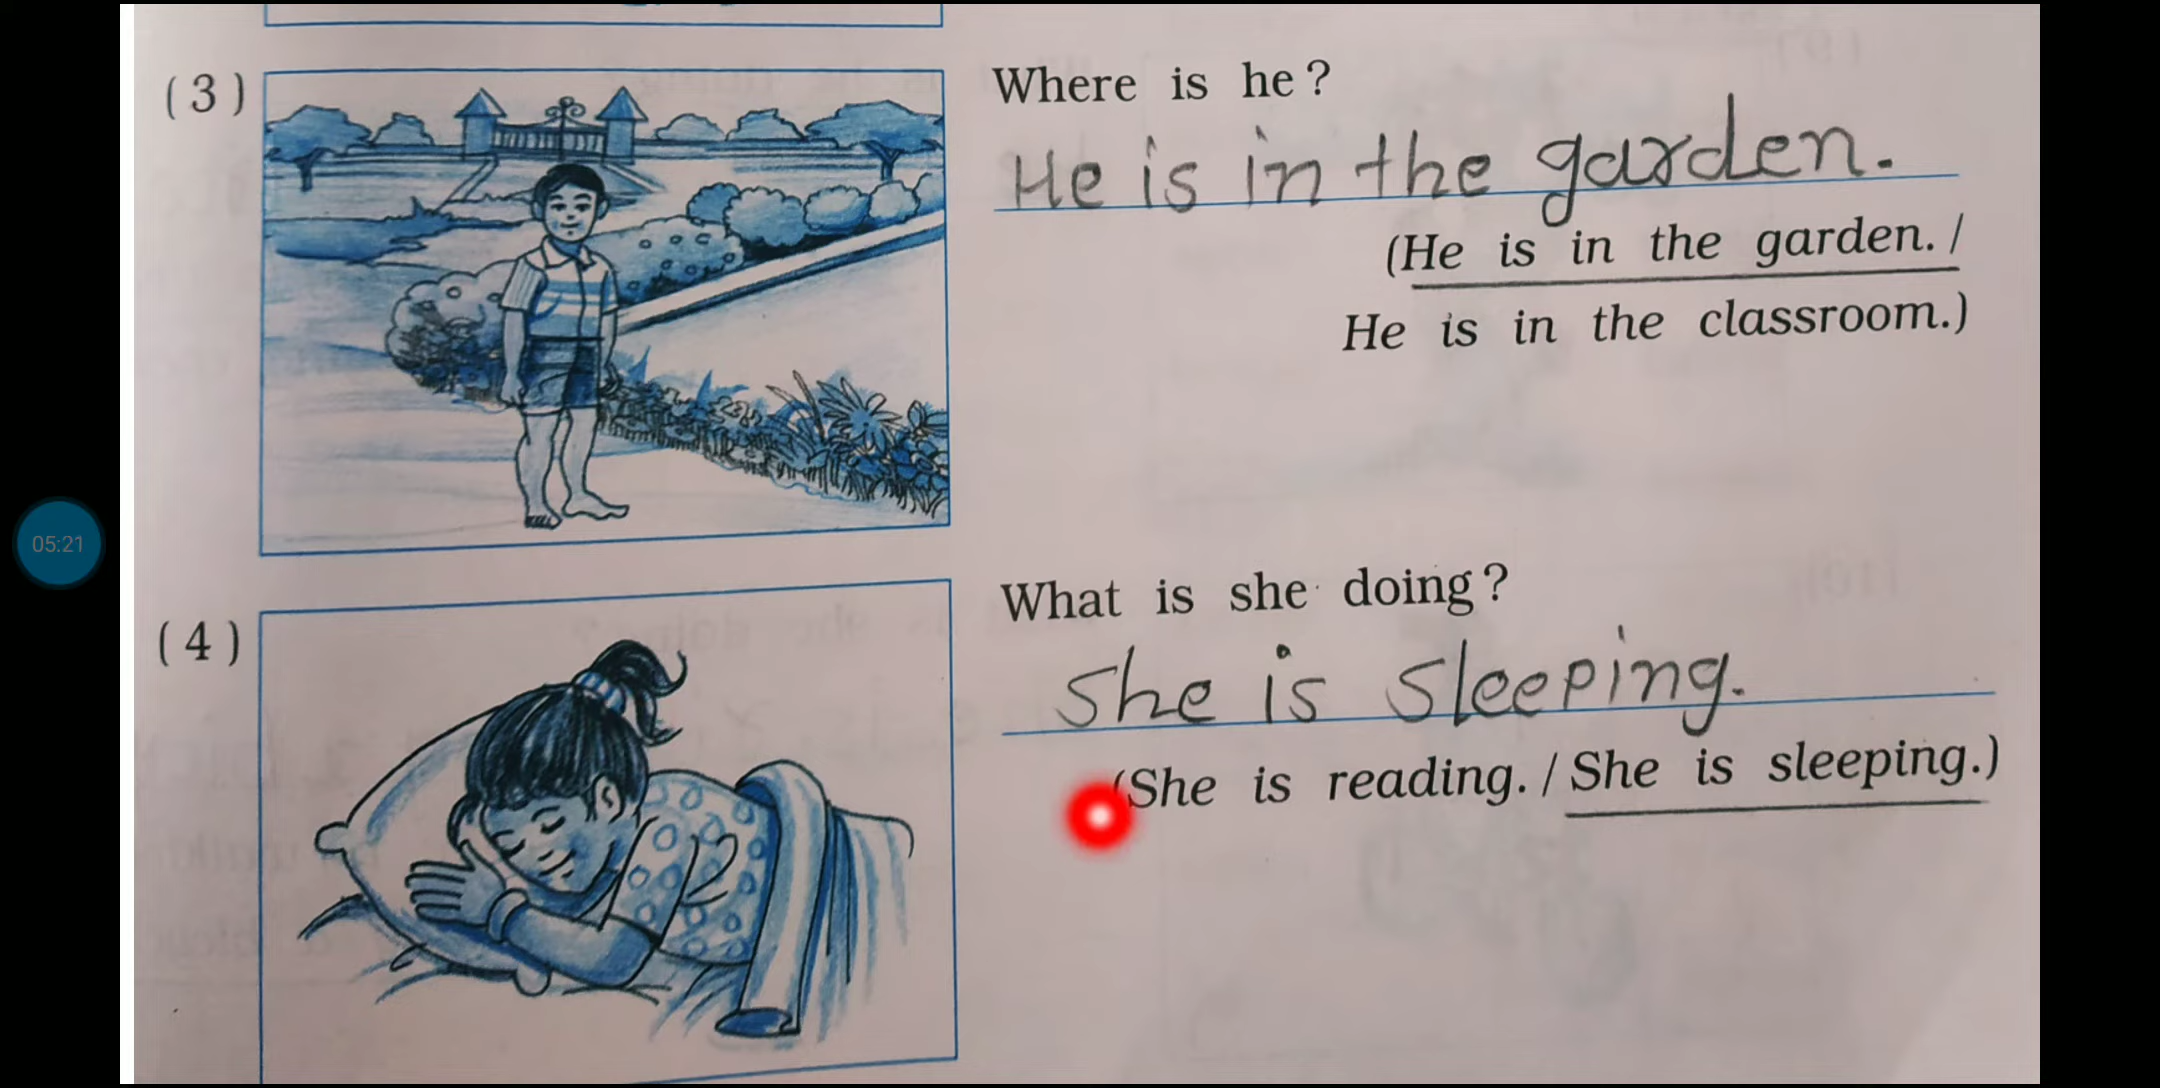 (3)
Where is he?
He is in the garden.
(He is in the garden. /
He is in the classroom.)
05:21
(4)
What is she doing?
She is sleeping.
(She is reading. / She is sleeping.)